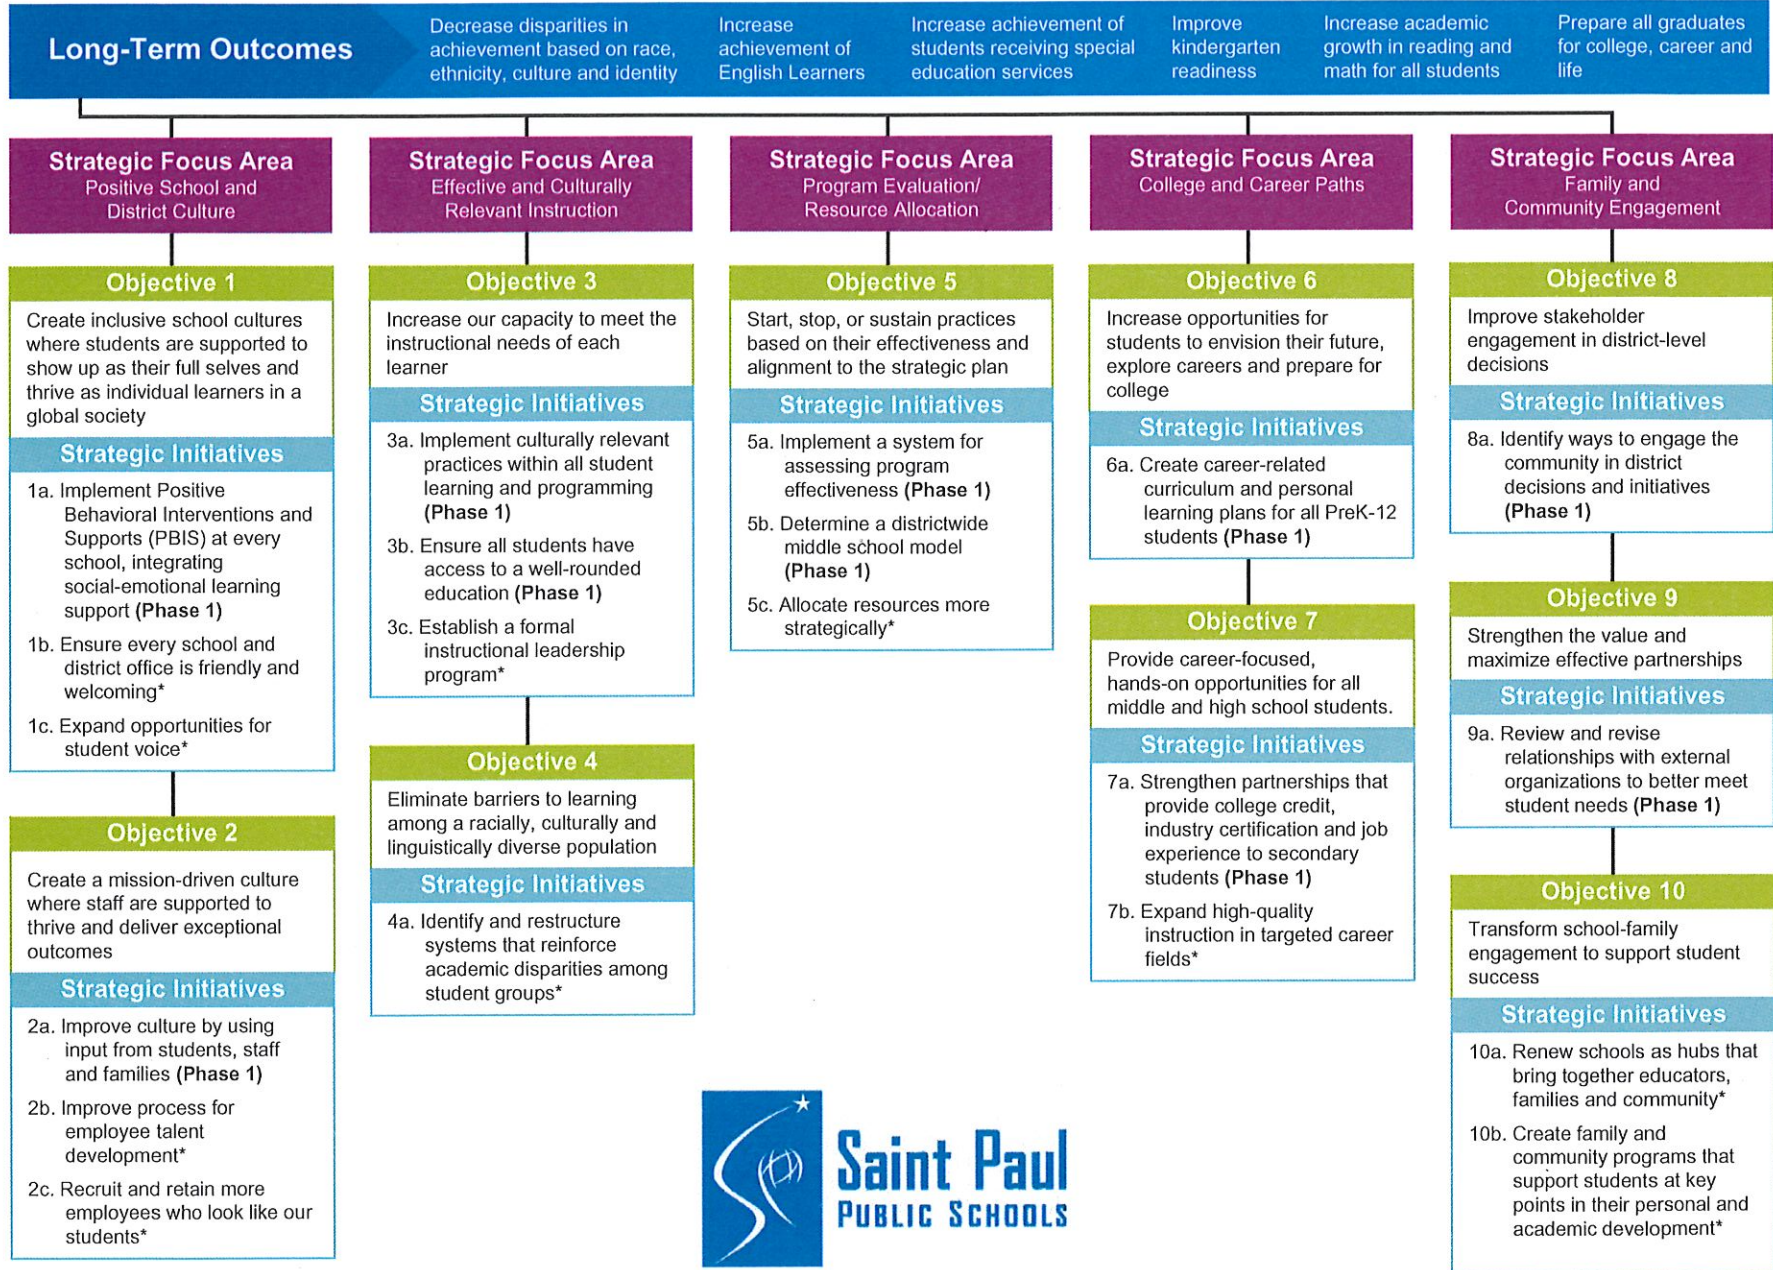 Long-Term Outcomes
Decrease disparities in
achievement based on race,
ethnicity, culture and identity
Increase
achievement of
English Learners
Increase achievement of
students receiving special
education services
Improve
kindergarten
readiness
Increase academic
growth in reading and
math for all students
Prepare all graduates
for college, career and
life
Strategic Focus Area
Positive School and
District Culture
Objective 1
Create inclusive school cultures
where students are supported to
show up as their full selves and
thrive as individual learners in a
global society
Strategic Initiatives
1a. Implement Positive
Behavioral Interventions and
Supports (PBIS) at every
school, integrating
social-emotional learning
support (Phase 1)
1b. Ensure every school and
district office is friendly and
welcoming*
1c. Expand opportunities for
student voice*
Objective 2
Create a mission-driven culture
where staff are supported to
thrive and deliver exceptional
outcomes
Strategic Initiatives
2a. Improve culture by using
input from students, staff
and families (Phase 1)
2b. Improve process for
employee talent
development*
2c. Recruit and retain more
employees who look like our
students*
Strategic Focus Area
Effective and Culturally
Relevant Instruction
Objective 3
Increase our capacity to meet the
instructional needs of each
learner
Strategic Initiatives
3a. Implement culturally relevant
practices within all student
learning and programming
(Phase 1)
3b. Ensure all students have
access to a well-rounded
education (Phase 1)
3c. Establish a formal
instructional leadership
program*
Objective 4
Eliminate barriers to learning
among a racially, culturally and
linguistically diverse population
Strategic Initiatives
4a. Identify and restructure
systems that reinforce
academic disparities among
student groups*
Strategic Focus Area
Program Evaluation/
Resource Allocation
Objective 5
Start, stop, or sustain practices
based on their effectiveness and
alignment to the strategic plan
Strategic Initiatives
5a. Implement a system for
assessing program
effectiveness (Phase 1)
5b. Determine a districtwide
middle school model
(Phase 1)
5c. Allocate resources more
strategically*
Strategic Focus Area
College and Career Paths
Objective 6
Increase opportunities for
students to envision their future,
explore careers and prepare for
college
Strategic Initiatives
6a. Create career-related
curriculum and personal
learning plans for all PreK-12
students (Phase 1)
Objective 7
Provide career-focused,
hands-on opportunities for all
middle and high school students.
Strategic Initiatives
7a. Strengthen partnerships that
provide college credit,
industry certification and job
experience to secondary
students (Phase 1)
7b. Expand high-quality
instruction in targeted career
fields*
Strategic Focus Area
Family and
Community Engagement
Objective 8
Improve stakeholder
engagement in district-level
decisions
Strategic Initiatives
8a. Identify ways to engage the
community in district
decisions and initiatives
(Phase 1)
Objective 9
Strengthen the value and
maximize effective partnerships
Strategic Initiatives
9a. Review and revise
relationships with external
organizations to better meet
student needs (Phase 1)
Objective 10
Transform school-family
engagement to support student
success
Strategic Initiatives
10a. Renew schools as hubs that
bring together educators,
families and community*
10b. Create family and
community programs that
support students at key
points in their personal and
academic development*
Saint Paul
PUBLIC SCHOOLS